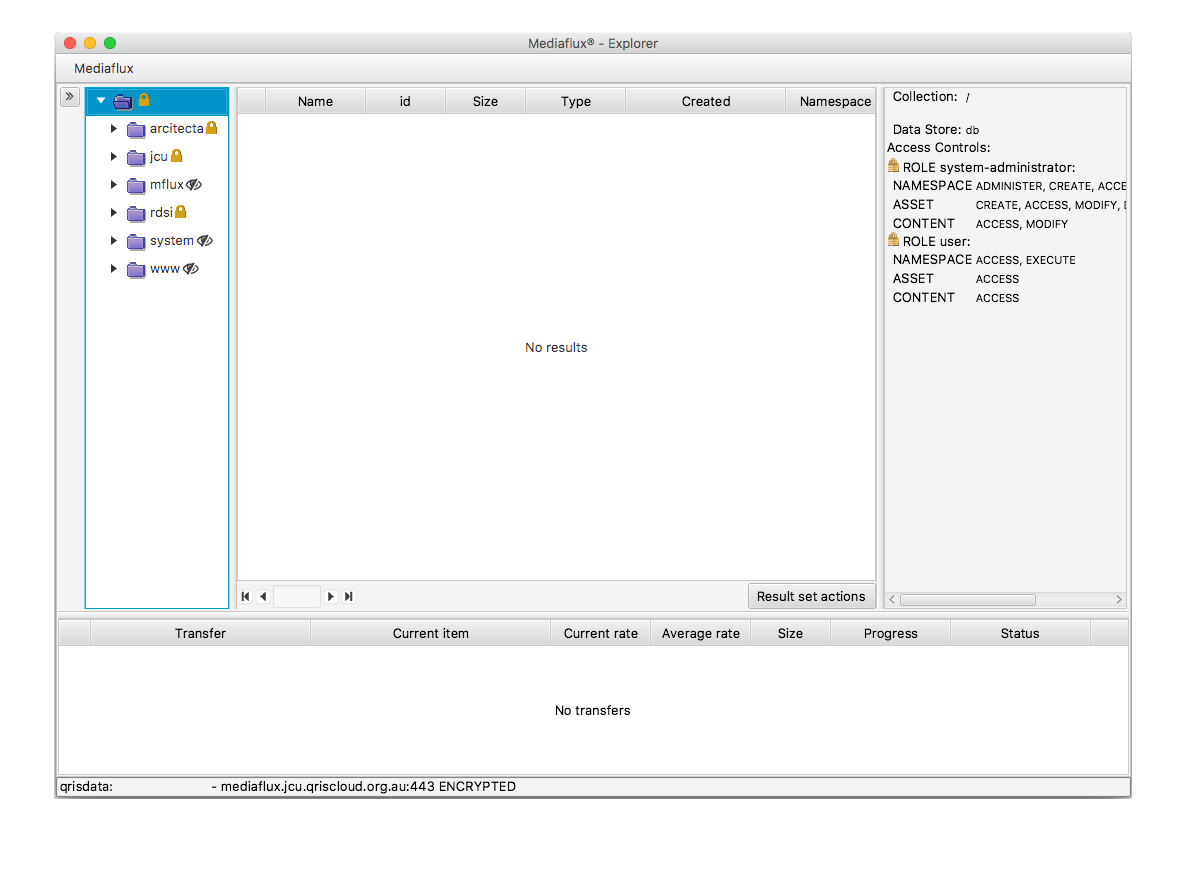 Mediaflux® - Explorer
Mediaflux
arcitecta
jcu
mflux
rdsi
system
www
Name id Size Type Created Namespace
No results
Result set actions
Collection: /
Data Store: db
Access Controls:
ROLE system-administrator:
NAMESPACE ADMINISTER, CREATE, ACCE
ASSET CREATE, ACCESS, MODIFY,
CONTENT ACCESS, MODIFY
ROLE user:
NAMESPACE ACCESS, EXECUTE
ASSET ACCESS
CONTENT ACCESS
Transfer Current item Current rate Average rate Size Progress Status
No transfers
qrisdata: - mediaflux.jcu.qriscloud.org.au:443 ENCRYPTED